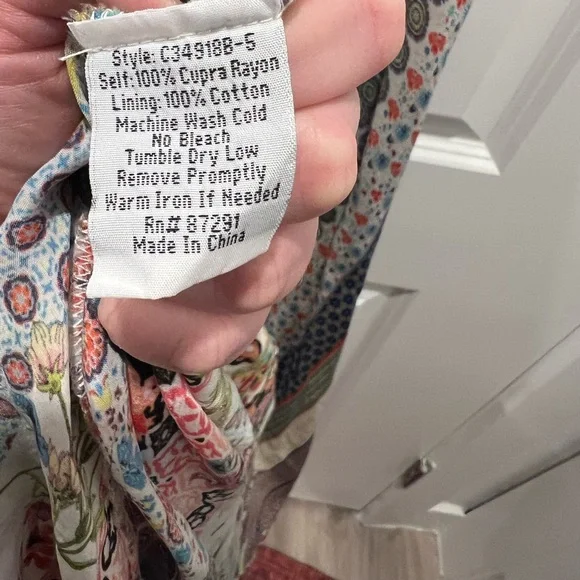 Style: C34918B-5
Self:100% Cupra Rayon
Lining:100% Cotton
Machine Wash Cold
No Bleach
Tumble Dry Low
Remove Promptly
Warm Iron If Needed
Rn# 87291
Made In China